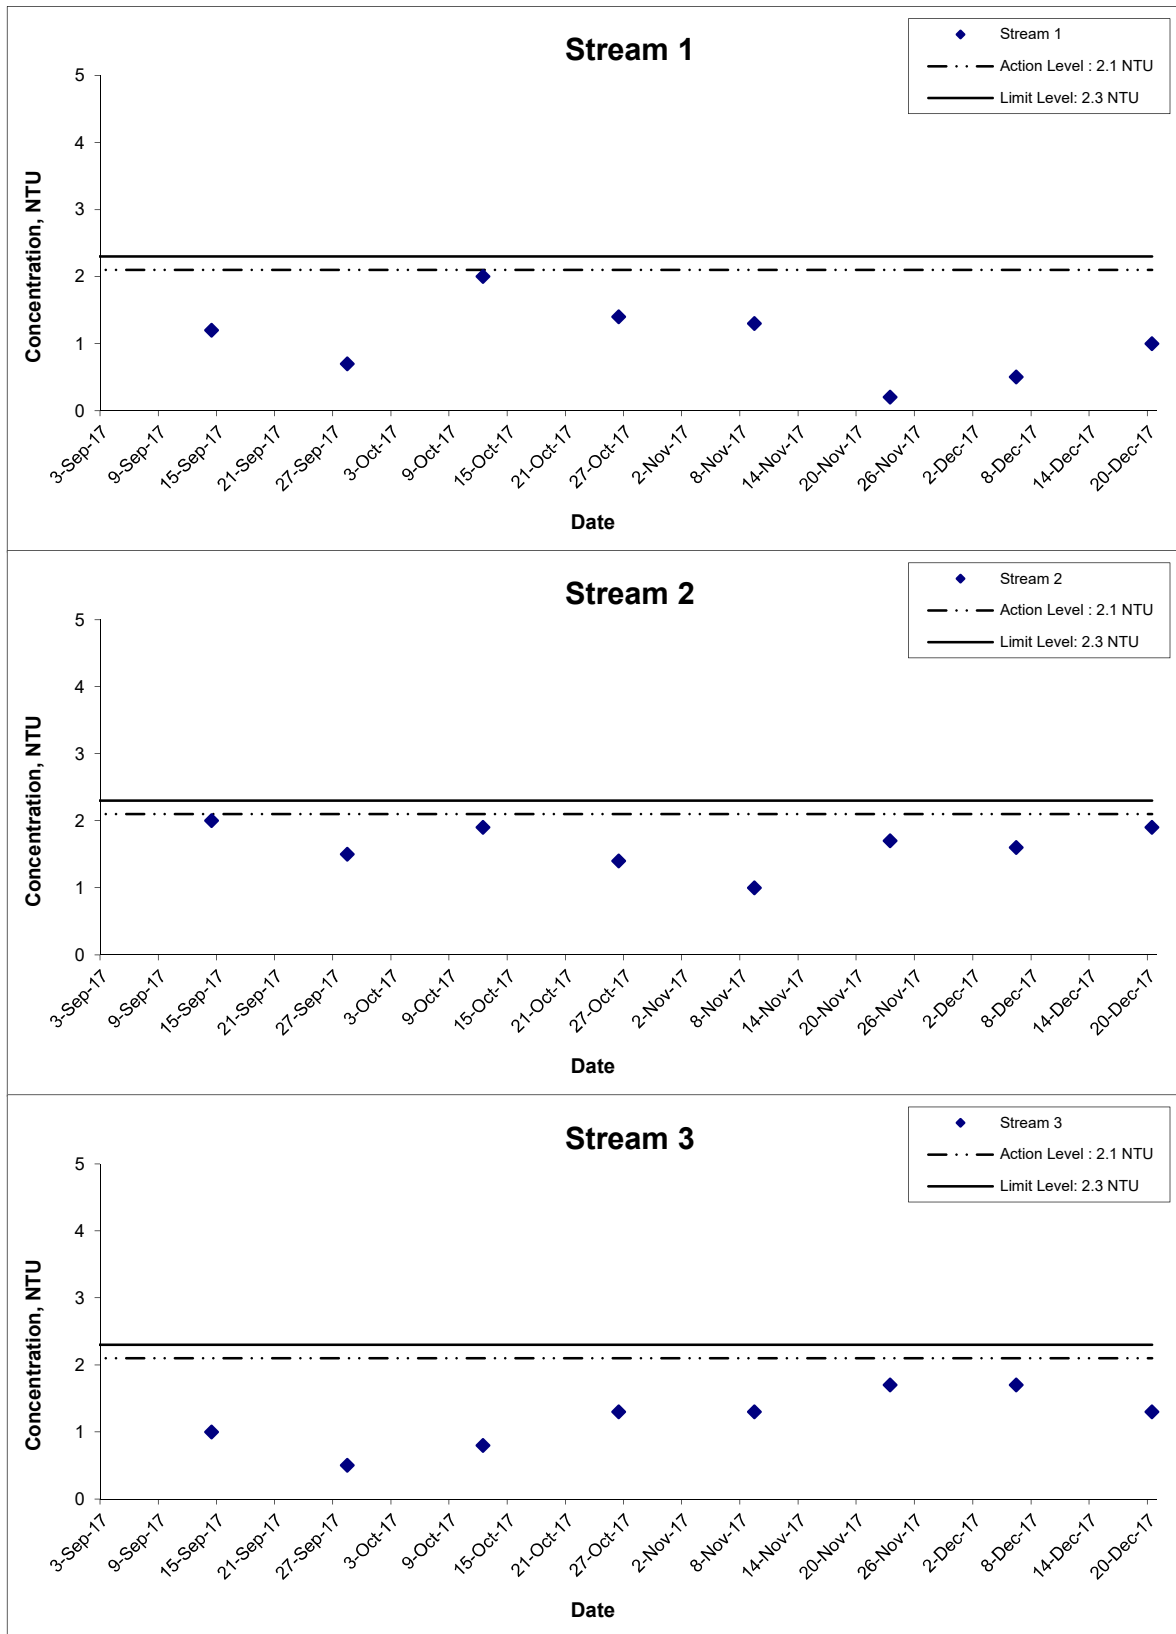 Stream 1
Stream 1
Action Level : 2.1 NTU
Limit Level: 2.3 NTU
Concentration, NTU
5
4
3
2
1
0
3-Sep-17
9-Sep-17
15-Sep-17
21-Sep-17
27-Sep-17
3-Oct-17
9-Oct-17
15-Oct-17
21-Oct-17
27-Oct-17
2-Nov-17
8-Nov-17
14-Nov-17
20-Nov-17
26-Nov-17
2-Dec-17
8-Dec-17
14-Dec-17
20-Dec-17
Date
Stream 2
Stream 2
Action Level : 2.1 NTU
Limit Level: 2.3 NTU
Concentration, NTU
5
4
3
2
1
0
3-Sep-17
9-Sep-17
15-Sep-17
21-Sep-17
27-Sep-17
3-Oct-17
9-Oct-17
15-Oct-17
21-Oct-17
27-Oct-17
2-Nov-17
8-Nov-17
14-Nov-17
20-Nov-17
26-Nov-17
2-Dec-17
8-Dec-17
14-Dec-17
20-Dec-17
Date
Stream 3
Stream 3
Action Level : 2.1 NTU
Limit Level: 2.3 NTU
Concentration, NTU
5
4
3
2
1
0
3-Sep-17
9-Sep-17
15-Sep-17
21-Sep-17
27-Sep-17
3-Oct-17
9-Oct-17
15-Oct-17
21-Oct-17
27-Oct-17
2-Nov-17
8-Nov-17
14-Nov-17
20-Nov-17
26-Nov-17
2-Dec-17
8-Dec-17
14-Dec-17
20-Dec-17
Date